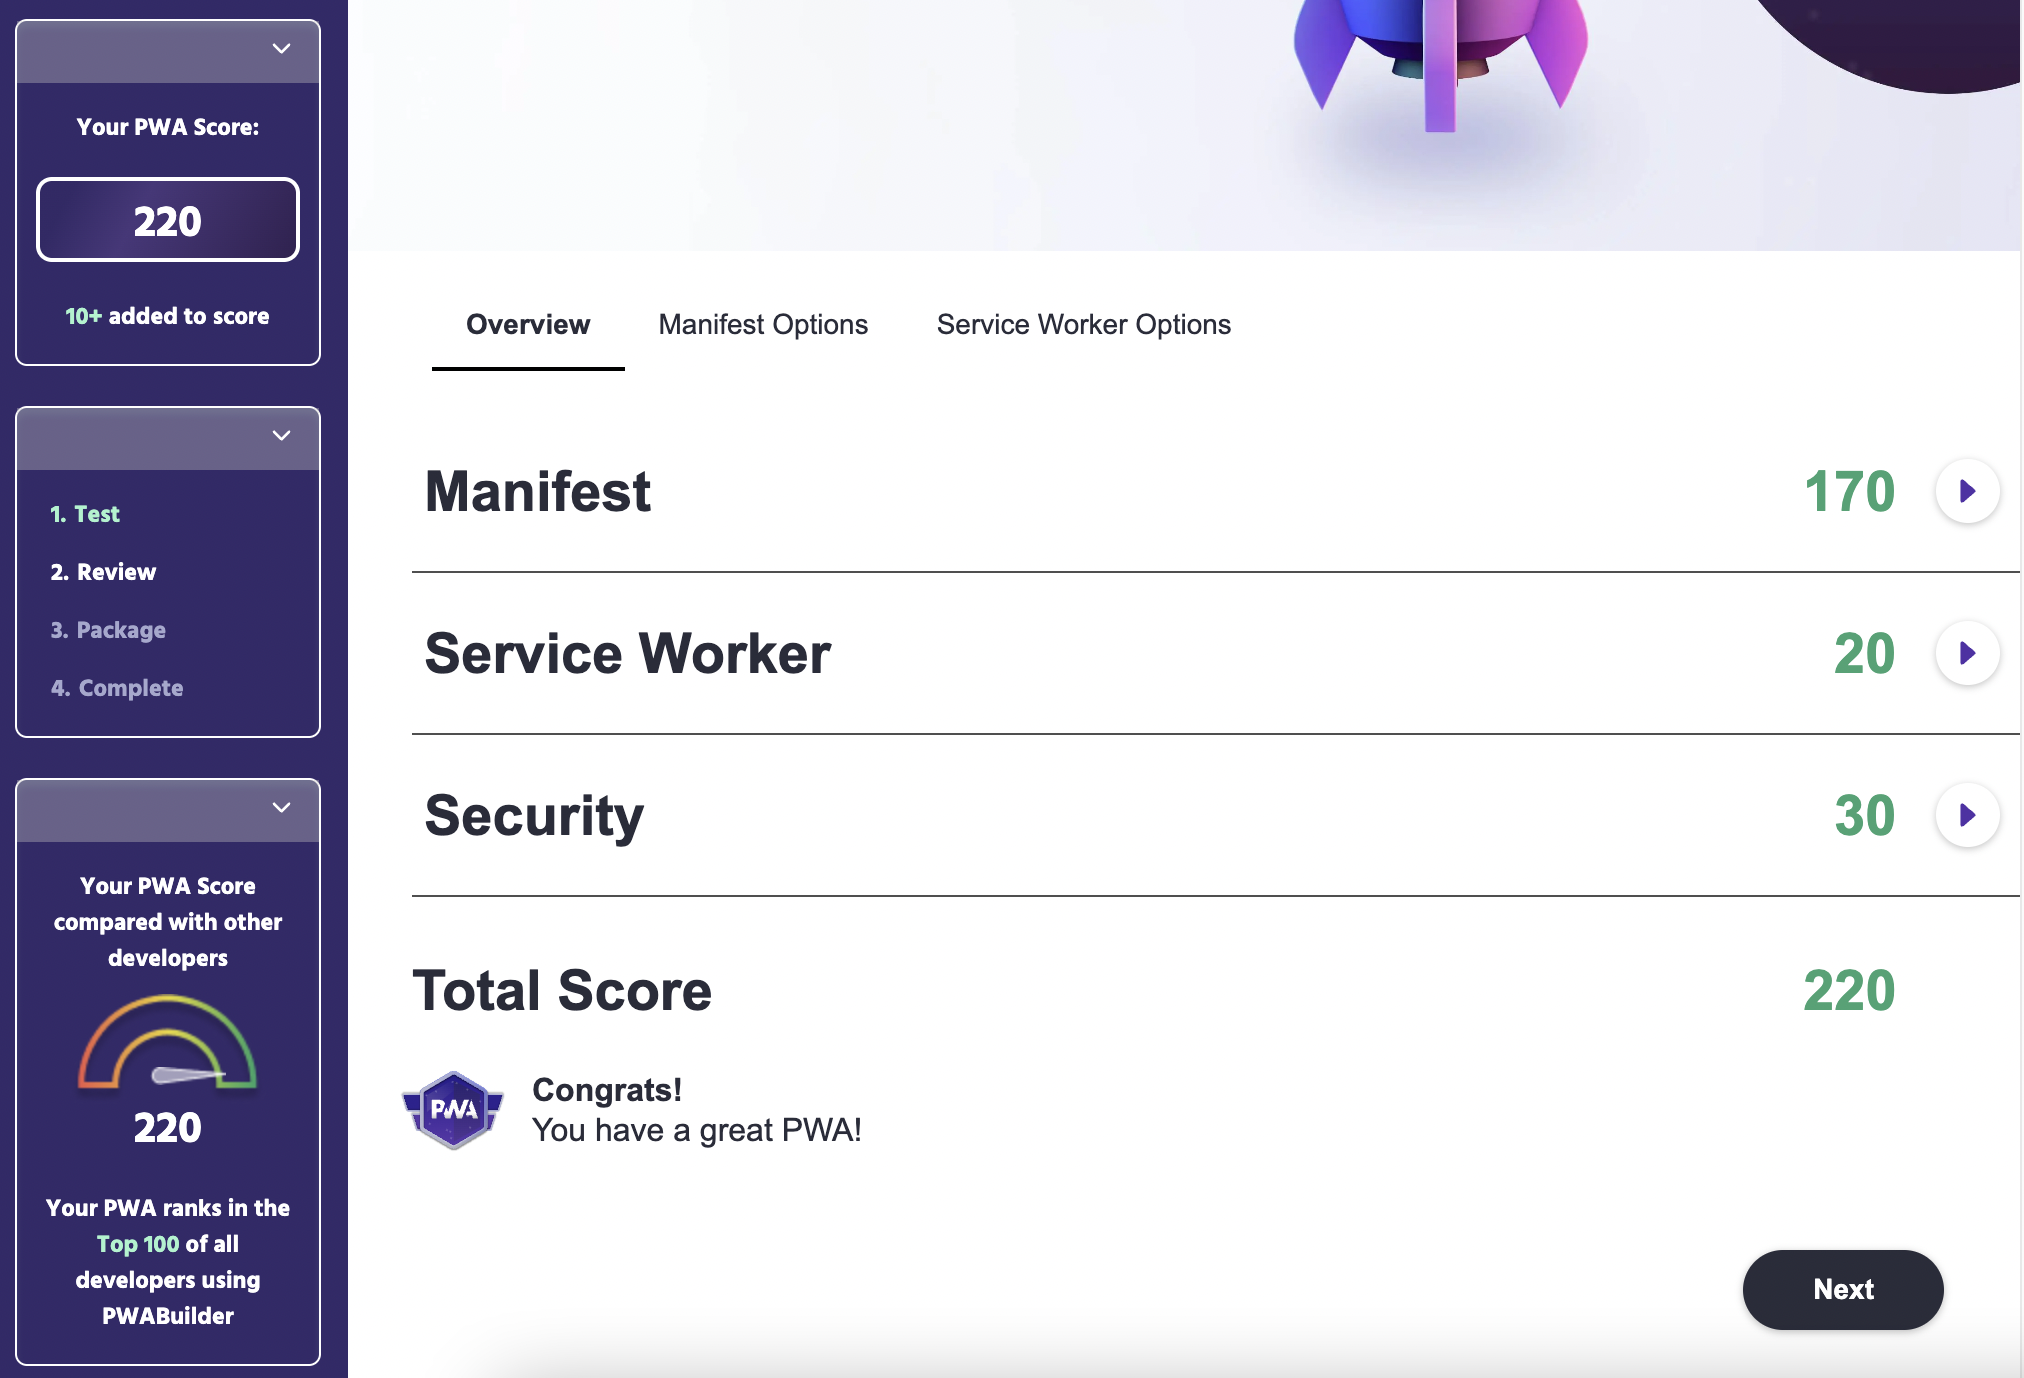 Your PWA Score:
220
10+ added to score
1. Test
2. Review
3. Package
4. Complete
Your PWA Score
compared with other
developers
220
Your PWA ranks in the
Top 100 of all
developers using
PWABuilder
Overview
Manifest Options
Service Worker Options
Manifest 170
Service Worker 20
Security 30
Total Score 220
PWA
Congrats!
You have a great PWA!
Next